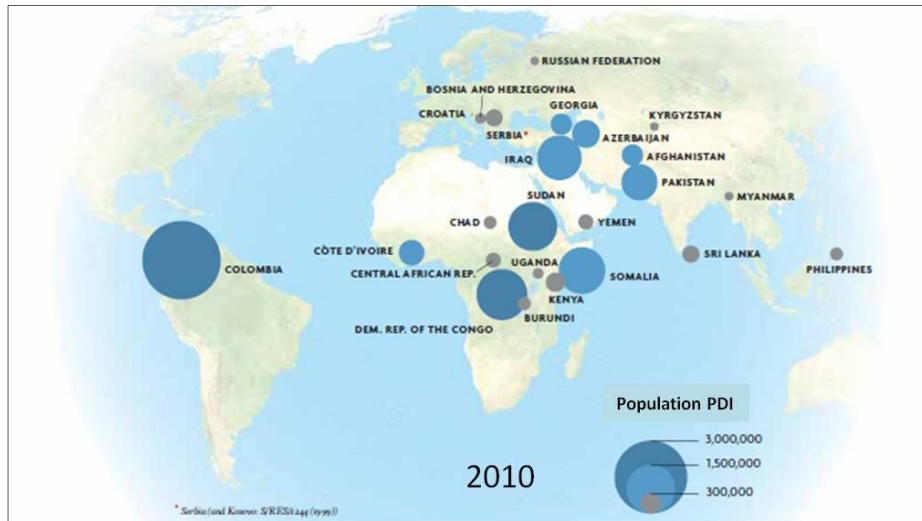 RUSSIAN FEDERATION
BOSNIA AND HERZEGOVINA
GEORGIA
CROATIA
KYRGYZSTAN
SERBIA*
AZERBAIJAN
IRAQ
AFGHANISTAN
PAKISTAN
SUDAN
MYANMAR
CHAD
YEMEN
CÔTE D'IVOIRE
SRI LANKA
COLOMBIA
UGANDA
PHILIPPINES
CENTRAL AFRICAN REP.
SOMALIA
KENYA
BURUNDI
DEM. REP. OF THE CONGO
Population PDI
3,000,000
1,500,000
300,000
2010
* Serbia (and Kosovo: S/RES/1244 (1999))